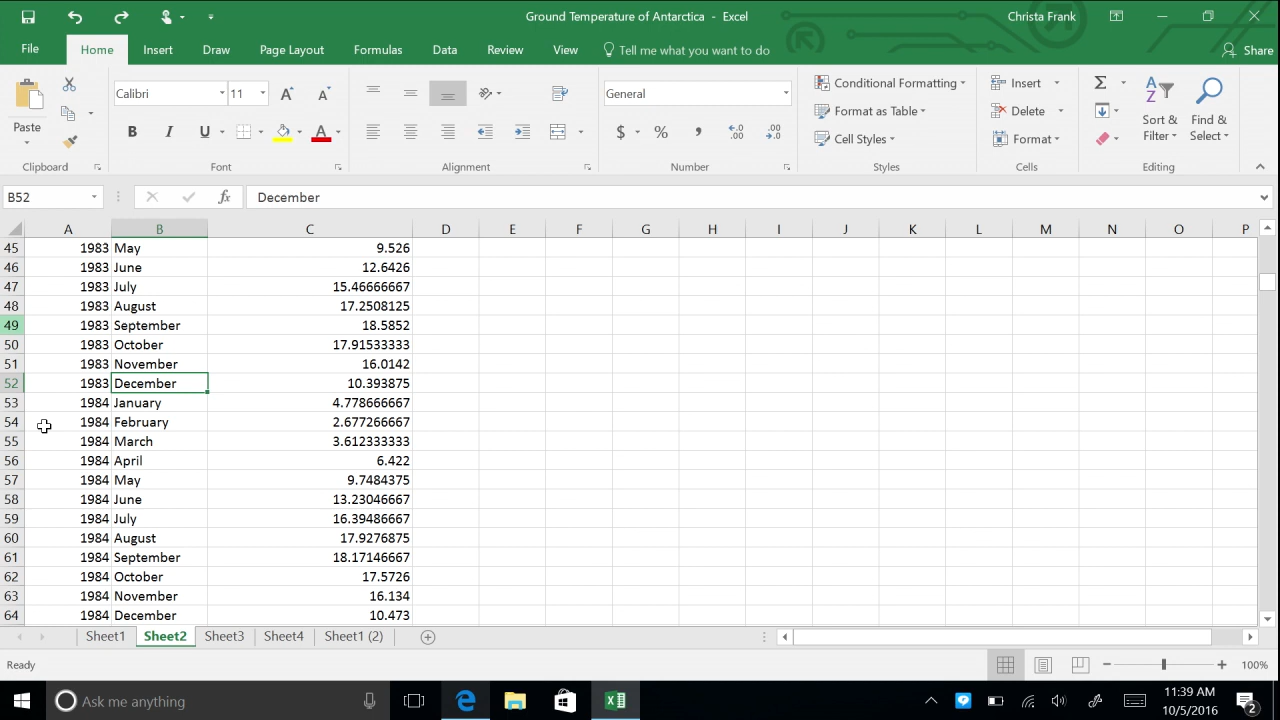 Ground Temperature of Antarctica - Excel
Christa Frank
File Home Insert Draw Page Layout Formulas Data Review View Tell me what you want to do Share
Paste
Calibri 11
General
Conditional Formatting
Format as Table
Cell Styles
Insert
Delete
Format
Sort & Filter
Find & Select
Clipboard Font Alignment Number Styles Cells Editing
B52 fx December
A B C D E F G H I J K L M N O P
45 1983 May 9.526
46 1983 June 12.6426
47 1983 July 15.46666667
48 1983 August 17.2508125
49 1983 September 18.5852
50 1983 October 17.91533333
51 1983 November 16.0142
52 1983 December 10.393875
53 1984 January 4.778666667
54 1984 February 2.677266667
55 1984 March 3.612333333
56 1984 April 6.422
57 1984 May 9.7484375
58 1984 June 13.23046667
59 1984 July 16.39486667
60 1984 August 17.9276875
61 1984 September 18.17146667
62 1984 October 17.5726
63 1984 November 16.134
64 1984 December 10.473
Sheet1 Sheet2 Sheet3 Sheet4 Sheet1 (2)
Ready 100%
Ask me anything
11:39 AM
10/5/2016
2